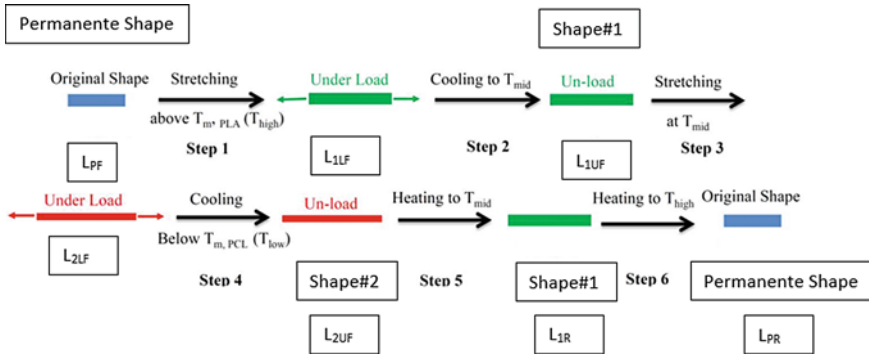 Permanente Shape
Shape#1
Original Shape
Stretching
Under Load
Cooling to Tmid
Un-load
Stretching
above Tm, PLA (Thigh)
at Tmid
Step 1
Step 2
Step 3
LPF
L1LF
L1UF
Under Load
Cooling
Un-load
Heating to Tmid
Heating to Thigh
Original Shape
Below Tm, PCL (Tlow)
L2LF
Step 4
Shape#2
Step 5
Shape#1
Step 6
Permanente Shape
L2UF
L1R
LPR